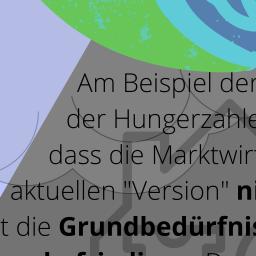 Am Beispiel der
der Hungerzahle
dass die Marktwirt
aktuellen "Version" ni
t die Grundbedürfnis